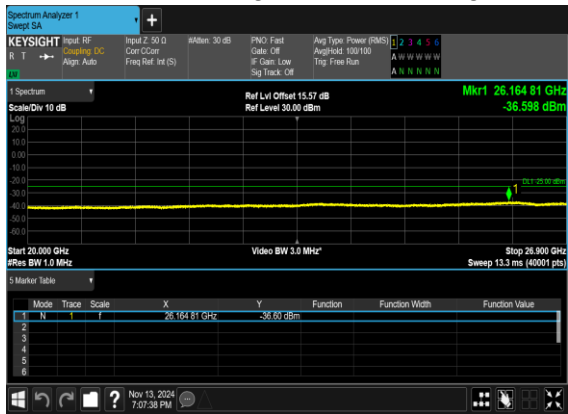 Spectrum Analyzer 1
Swept SA
+
KEYSIGHT Input: RF Input Z: 50 Ω #Atten: 30 dB PNO: Fast Avg Type: Power (RMS) 1 2 3 4 5 6
R T Coupling: DC Corr CCorr Gate: Off Avg|Hold: 100/100 A W W W W W
Align: Auto Freq Ref: Int (S) IF Gain: Low Trig: Free Run
Sig Track: Off A N N N N N
1 Spectrum Ref Lvl Offset 15.57 dB Mkr1 26.164 81 GHz
Scale/Div 10 dB Ref Level 30.00 dBm -36.598 dBm
Log
20.0
10.0
0.00
-10.0
-20.0
DL1 -25.00 dBm
1
-30.0
-40.0
-50.0
-60.0
Start 20.000 GHz Video BW 3.0 MHz* Stop 26.900 GHz
#Res BW 1.0 MHz Sweep 13.3 ms (40001 pts)
5 Marker Table
Mode Trace Scale X Y Function Function Width Function Value
1 N 1 f 26.164 81 GHz -36.60 dBm
2
3
4
5
6
? Nov 13, 2024
7:07:38 PM